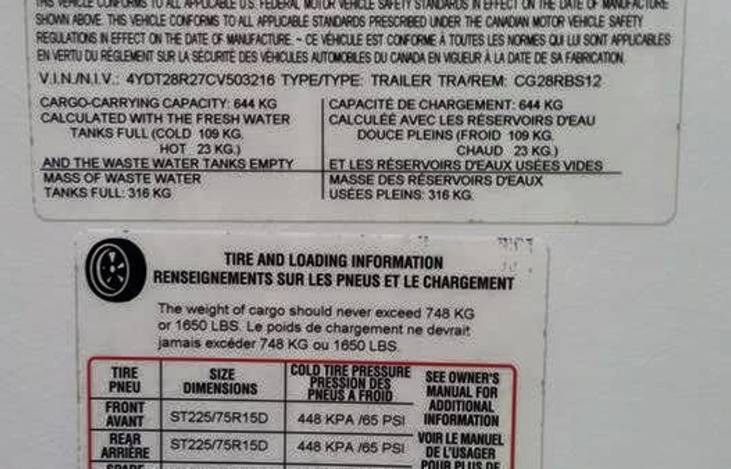 THIS VEHICLE CONFORMS TO ALL APPLICABLE U.S. FEDERAL MOTOR VEHICLE SAFETY STANDARDS IN EFFECT ON THE DATE OF MANUFACTURE
SHOWN ABOVE. THIS VEHICLE CONFORMS TO ALL APPLICABLE STANDARDS PRESCRIBED UNDER THE CANADIAN MOTOR VEHICLE SAFETY
REGULATIONS IN EFFECT ON THE DATE OF MANUFACTURE. ~ CE VÉHICULE EST CONFORME À TOUTES LES NORMES QUI LUI SONT APPLICABLES
EN VERTU DU RÈGLEMENT SUR LA SÉCURITÉ DES VÉHICULES AUTOMOBILES DU CANADA EN VIGUEUR À LA DATE DE SA FABRICATION.
V.I.N./N.I.V.: 4YDT28R27CV503216 TYPE/TYPE: TRAILER TRA/REM: CG28RBS12
CARGO-CARRYING CAPACITY: 644 KG
CALCULATED WITH THE FRESH WATER
TANKS FULL (COLD 109 KG.
HOT 23 KG.)
AND THE WASTE WATER TANKS EMPTY
MASS OF WASTE WATER
TANKS FULL: 316 KG
CAPACITÉ DE CHARGEMENT: 644 KG
CALCULÉE AVEC LES RÉSERVOIRS D'EAU
DOUCE PLEINS (FROID 109 KG.
CHAUD 23 KG.)
ET LES RÉSERVOIRS D'EAUX USÉES VIDES
MASSE DES RÉSERVOIRS D'EAUX
USÉES PLEINS: 316 KG.
TIRE AND LOADING INFORMATION
RENSEIGNEMENTS SUR LES PNEUS ET LE CHARGEMENT
The weight of cargo should never exceed 748 KG
or 1650 LBS. Le poids de chargement ne devrait
jamais excéder 748 KG ou 1650 LBS.
TIRE
PNEU
SIZE
DIMENSIONS
COLD TIRE PRESSURE
PRESSION DES
PNEUS A FROID
SEE OWNER'S
MANUAL FOR
ADDITIONAL
INFORMATION
FRONT
AVANT
ST225/75R15D
448 KPA /65 PSI
REAR
ARRIÈRE
ST225/75R15D
448 KPA /65 PSI
VOIR LE MANUEL
DE L'USAGER
POUR PLUS DE
SPARE